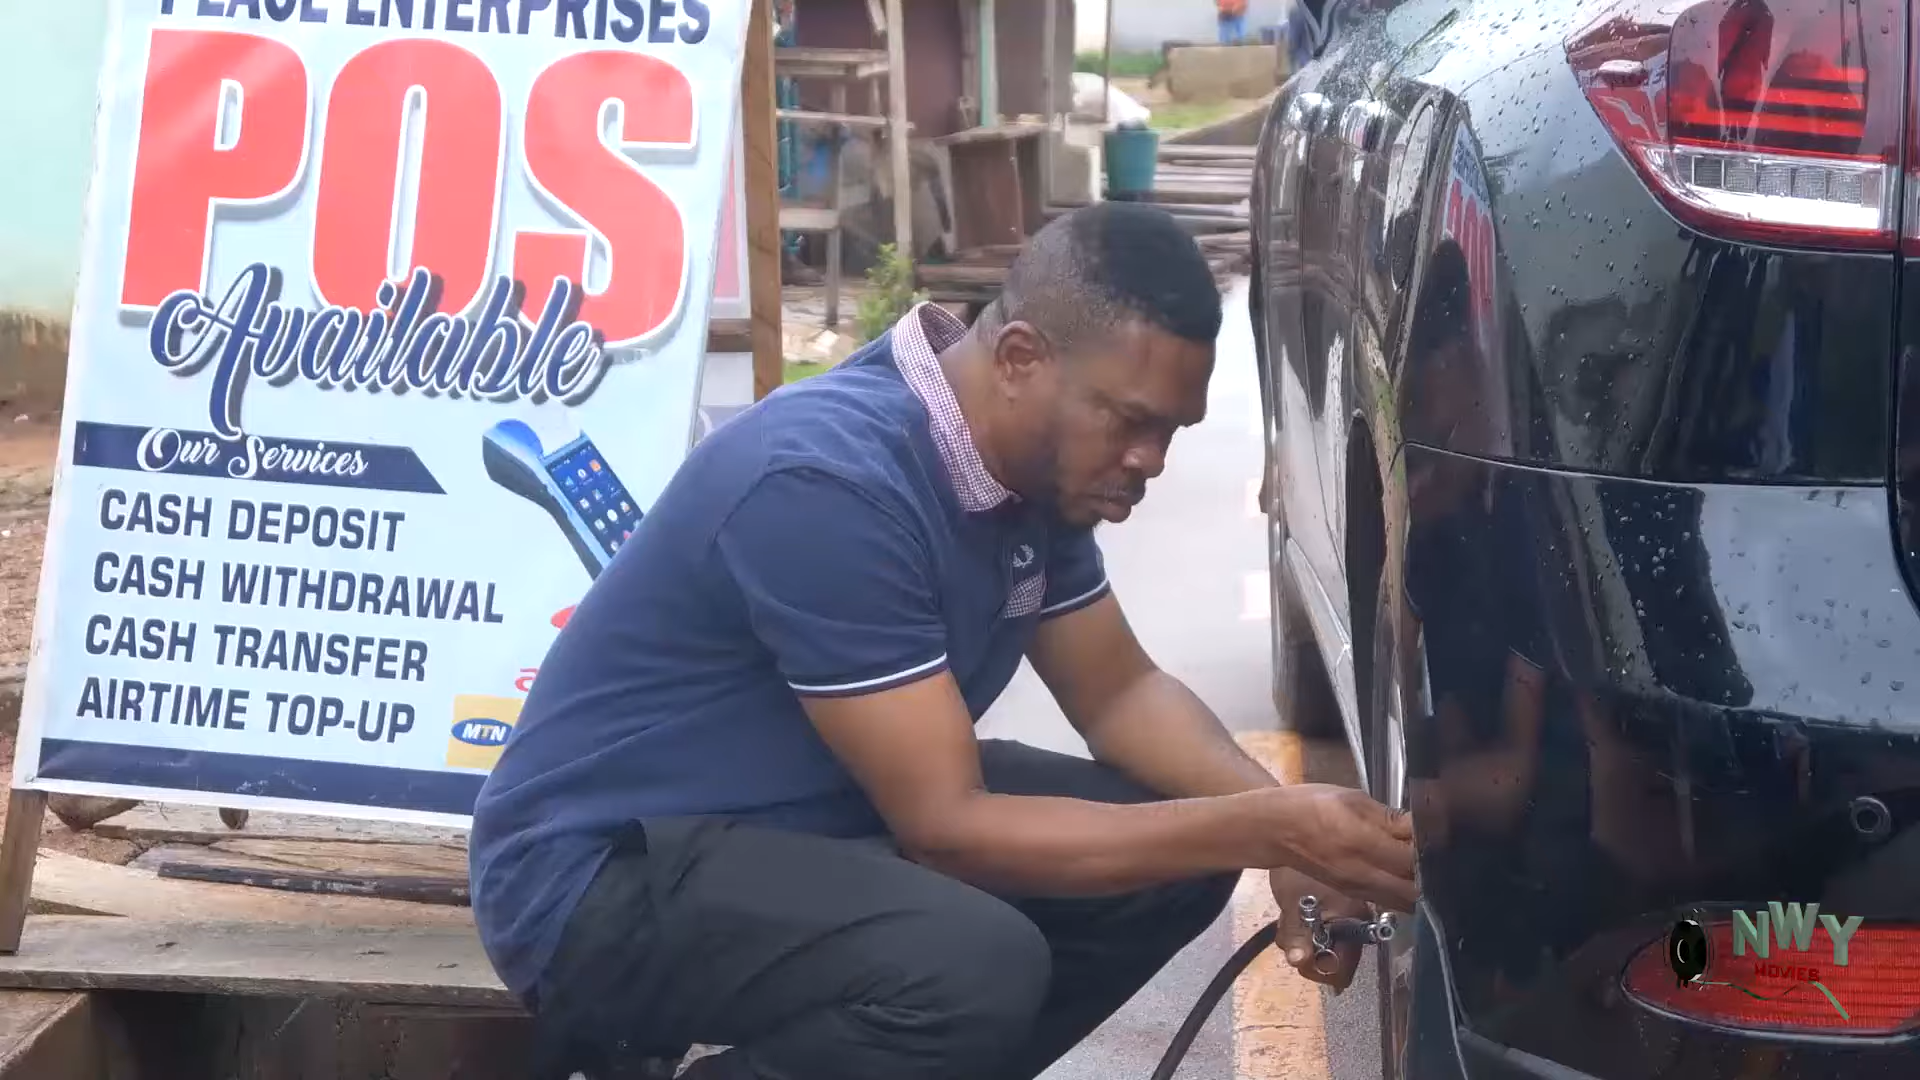 PEACE ENTERPRISES
POS
Available
Our Services
CASH DEPOSIT
CASH WITHDRAWAL
CASH TRANSFER
AIRTIME TOP-UP
MTN
NWY
MOVIES